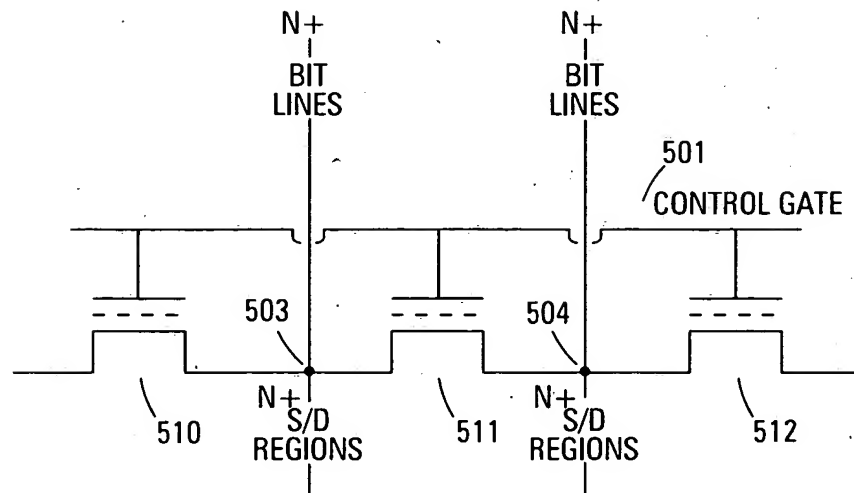 N+
BIT
LINES
N+
BIT
LINES
501
CONTROL GATE
503
504
510
N+
S/D
REGIONS
511
N+
S/D
REGIONS
512